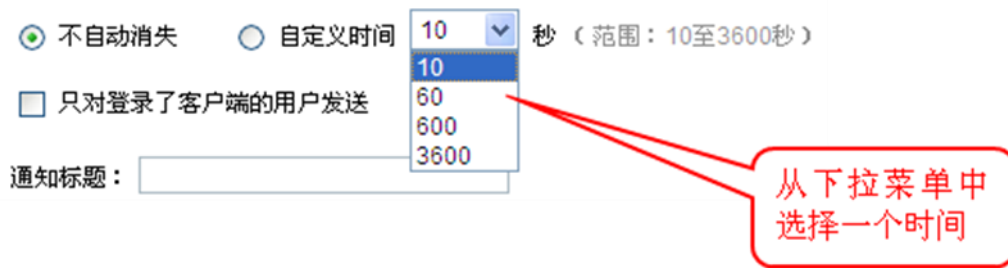 不自动消失 自定义时间 10 秒（范围：10至3600秒）
10
只对登录了客户端的用户发送 60
600
3600
通知标题：
从下拉菜单中
选择一个时间